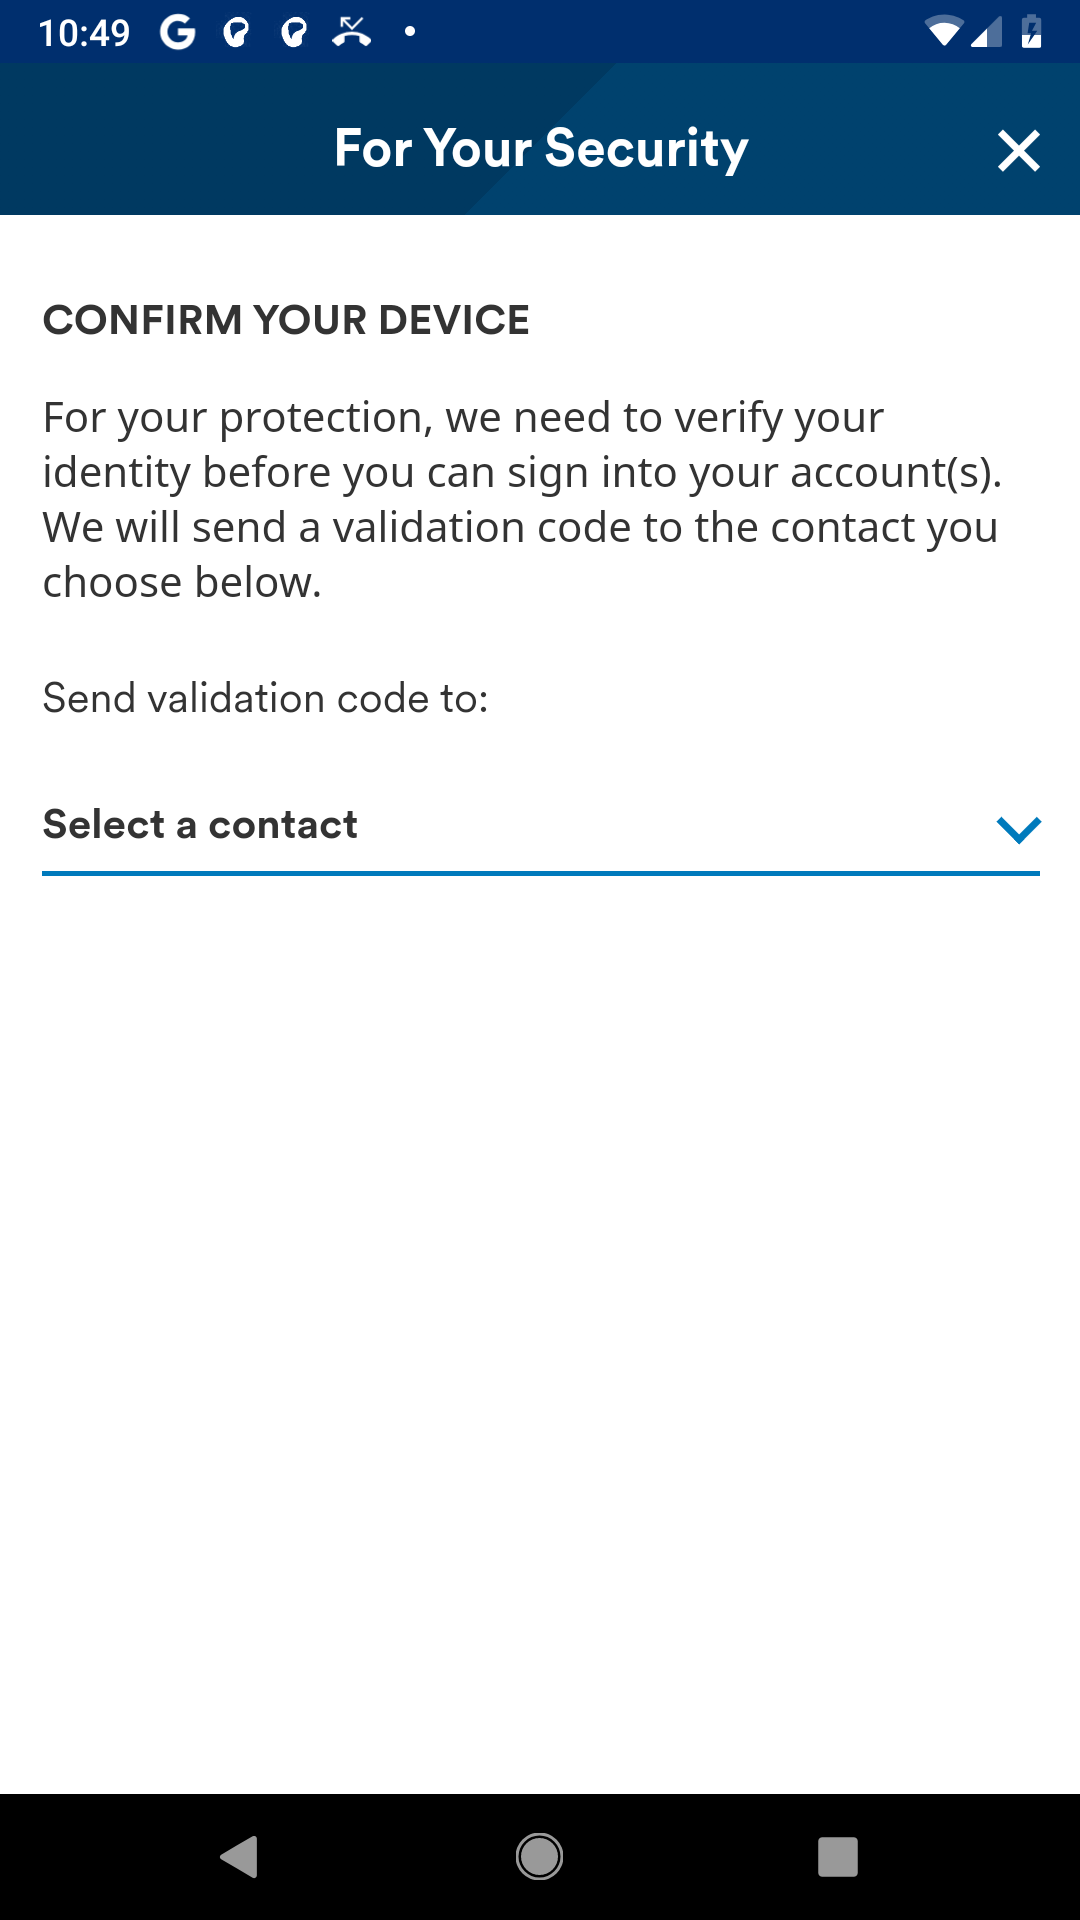 10:49
For Your Security
CONFIRM YOUR DEVICE
For your protection, we need to verify your
identity before you can sign into your account(s).
We will send a validation code to the contact you
choose below.
Send validation code to:
Select a contact